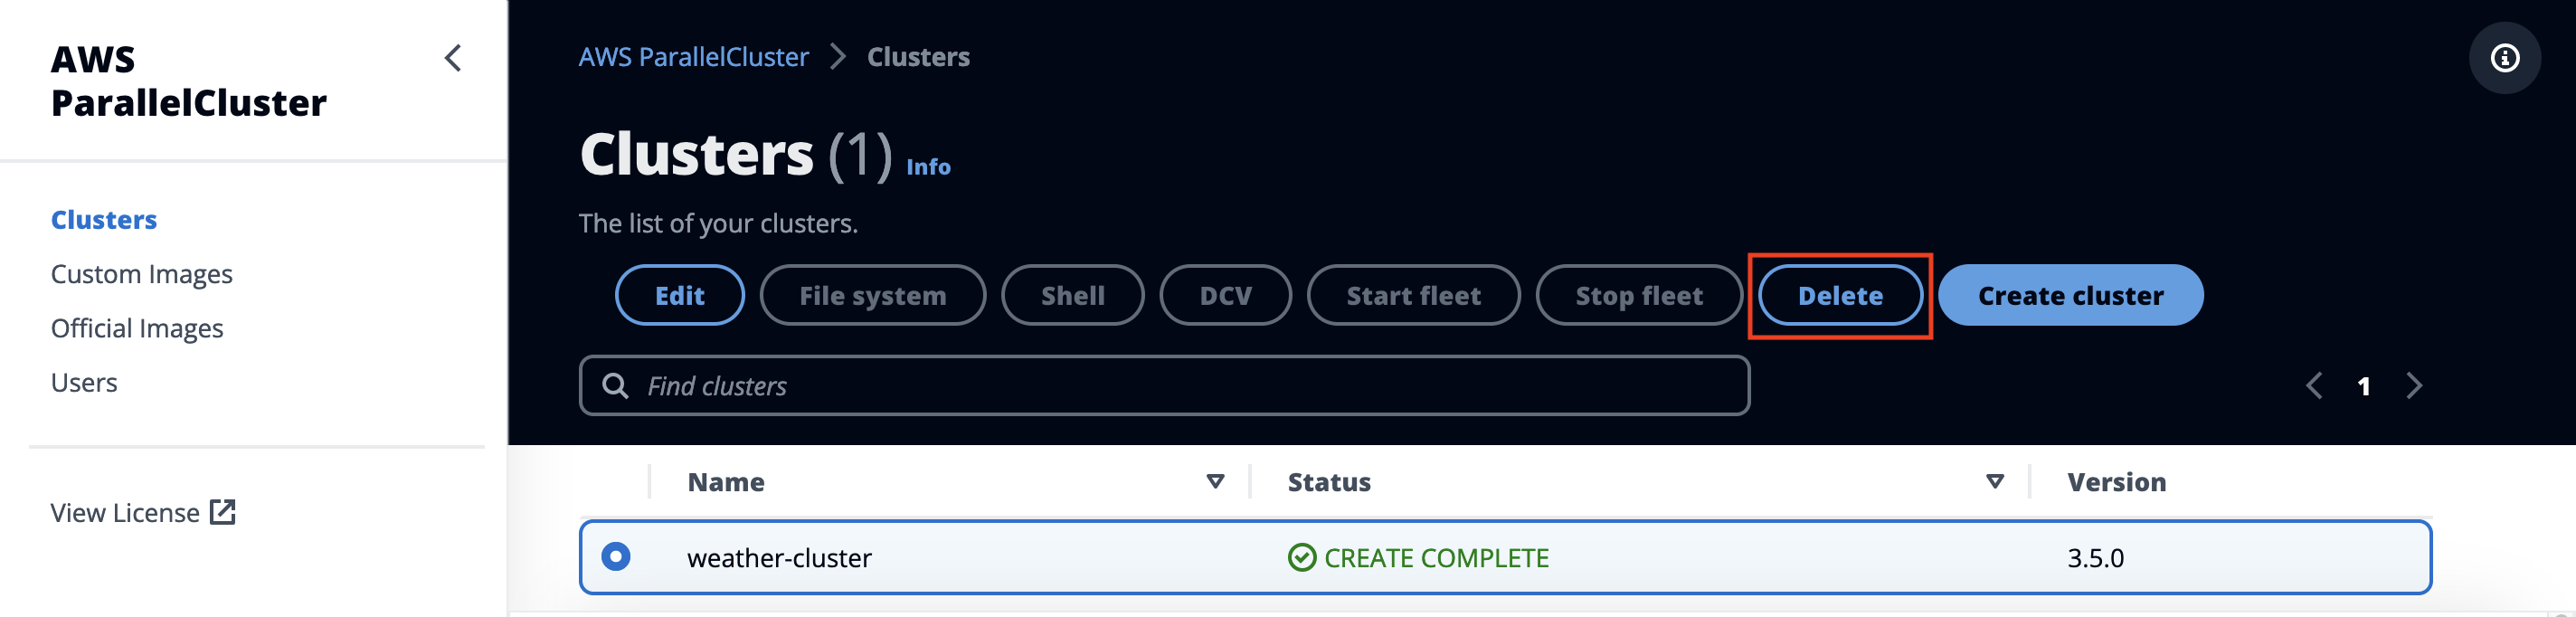 AWS
ParallelCluster
Clusters
Custom Images
Official Images
Users
View License
AWS ParallelCluster > Clusters
Clusters (1) Info
The list of your clusters.
Edit File system Shell DCV Start fleet Stop fleet Delete Create cluster
Find clusters 1
Name Status Version
weather-cluster CREATE COMPLETE 3.5.0